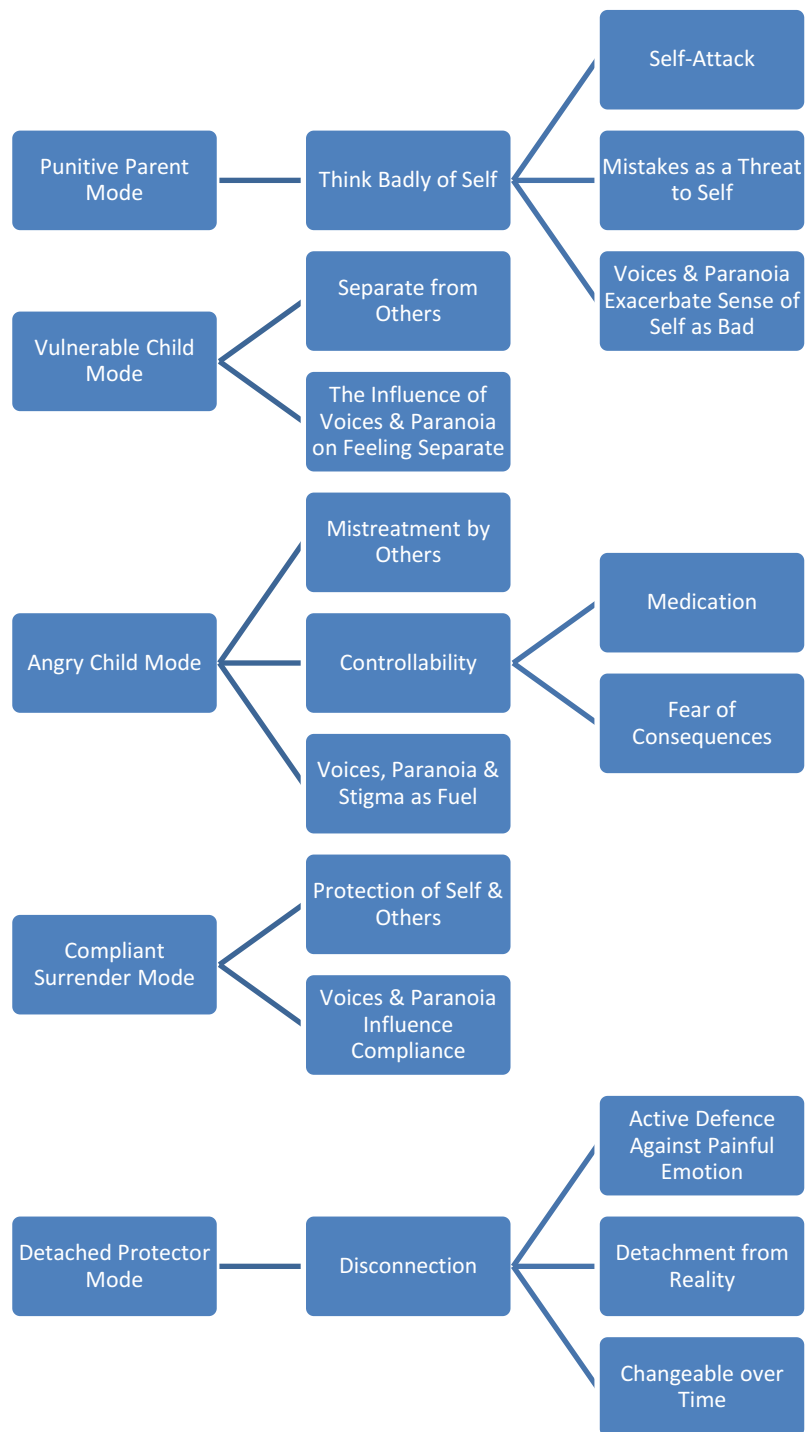 Punitive Parent
Mode
Think Badly of Self
Self-Attack
Mistakes as a Threat
to Self
Voices & Paranoia
Exacerbate Sense of
Self as Bad
Vulnerable Child
Mode
Separate from
Others
The Influence of
Voices & Paranoia
on Feeling Separate
Angry Child Mode
Mistreatment by
Others
Controllability
Medication
Fear of
Consequences
Voices, Paranoia &
Stigma as Fuel
Compliant
Surrender Mode
Protection of Self &
Others
Voices & Paranoia
Influence
Compliance
Detached Protector
Mode
Disconnection
Active Defence
Against Painful
Emotion
Detachment from
Reality
Changeable over
Time